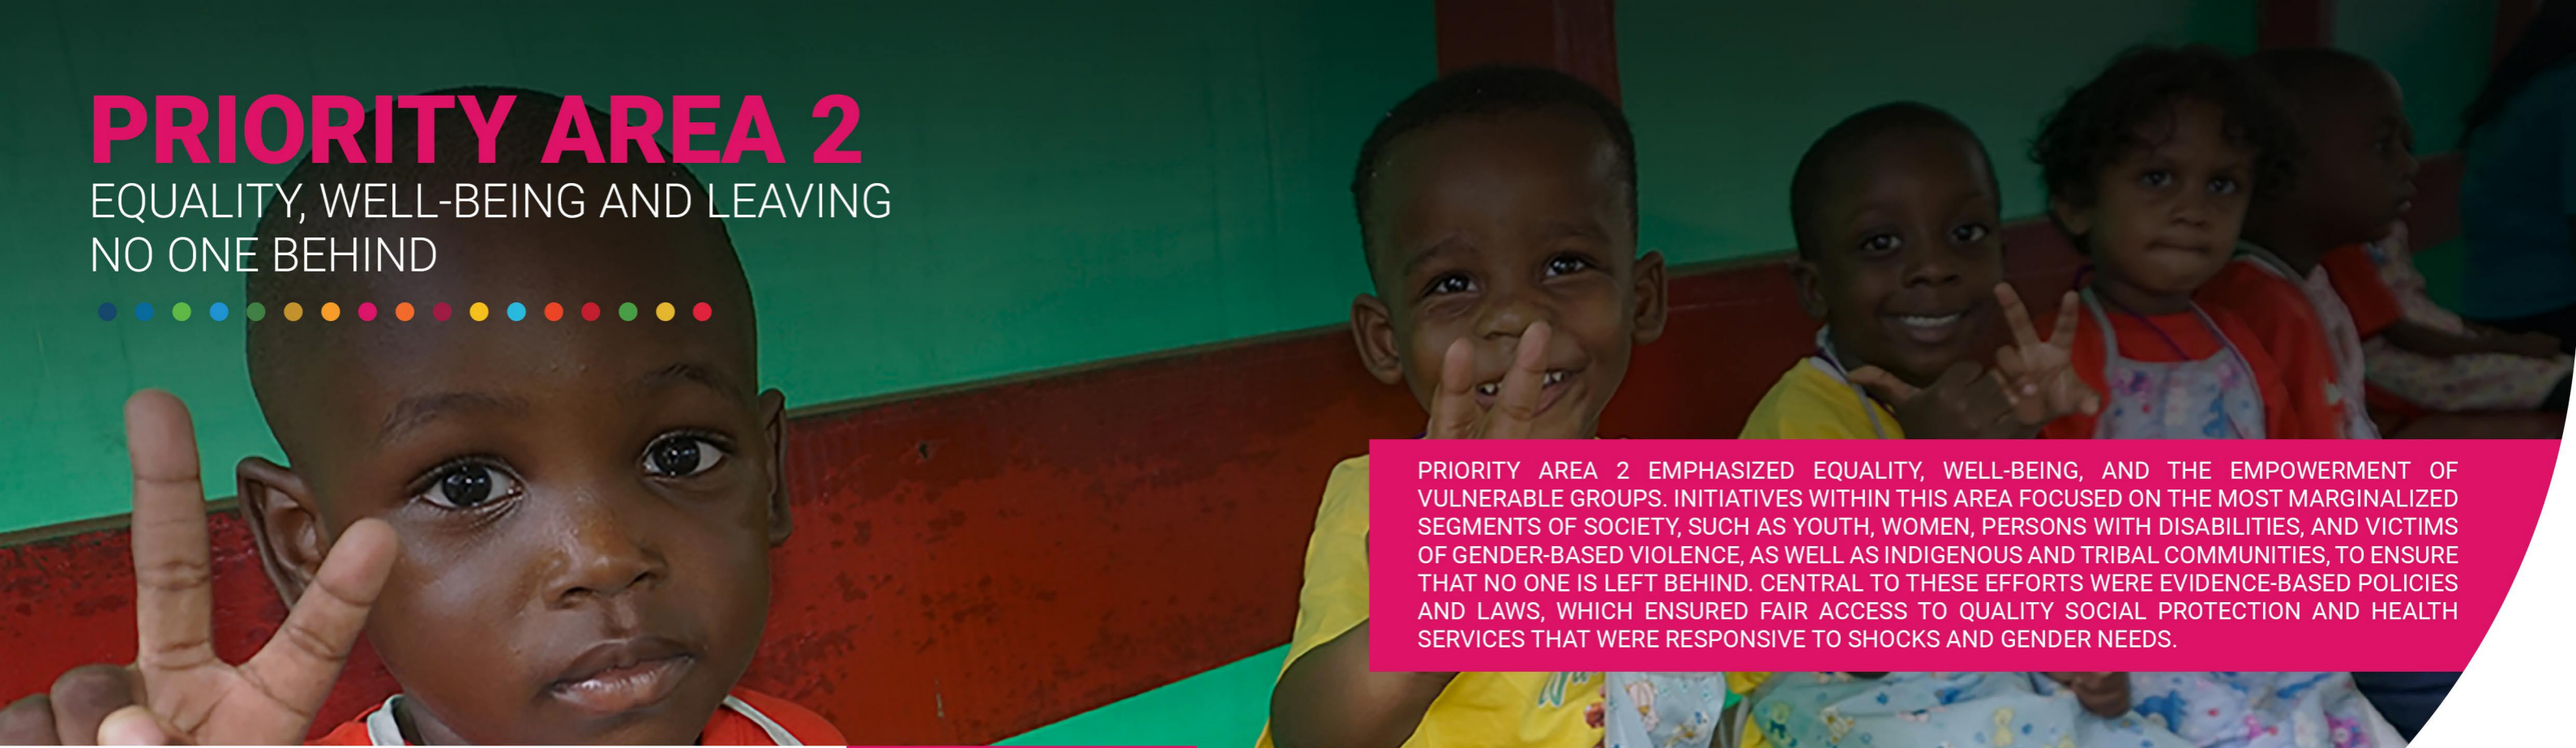 PRIORITY AREA 2
EQUALITY, WELL-BEING AND LEAVING
NO ONE BEHIND
PRIORITY AREA 2 EMPHASIZED EQUALITY, WELL-BEING, AND THE EMPOWERMENT OF
VULNERABLE GROUPS. INITIATIVES WITHIN THIS AREA FOCUSED ON THE MOST MARGINALIZED
SEGMENTS OF SOCIETY, SUCH AS YOUTH, WOMEN, PERSONS WITH DISABILITIES, AND VICTIMS
OF GENDER-BASED VIOLENCE, AS WELL AS INDIGENOUS AND TRIBAL COMMUNITIES, TO ENSURE
THAT NO ONE IS LEFT BEHIND. CENTRAL TO THESE EFFORTS WERE EVIDENCE-BASED POLICIES
AND LAWS, WHICH ENSURED FAIR ACCESS TO QUALITY SOCIAL PROTECTION AND HEALTH
SERVICES THAT WERE RESPONSIVE TO SHOCKS AND GENDER NEEDS.